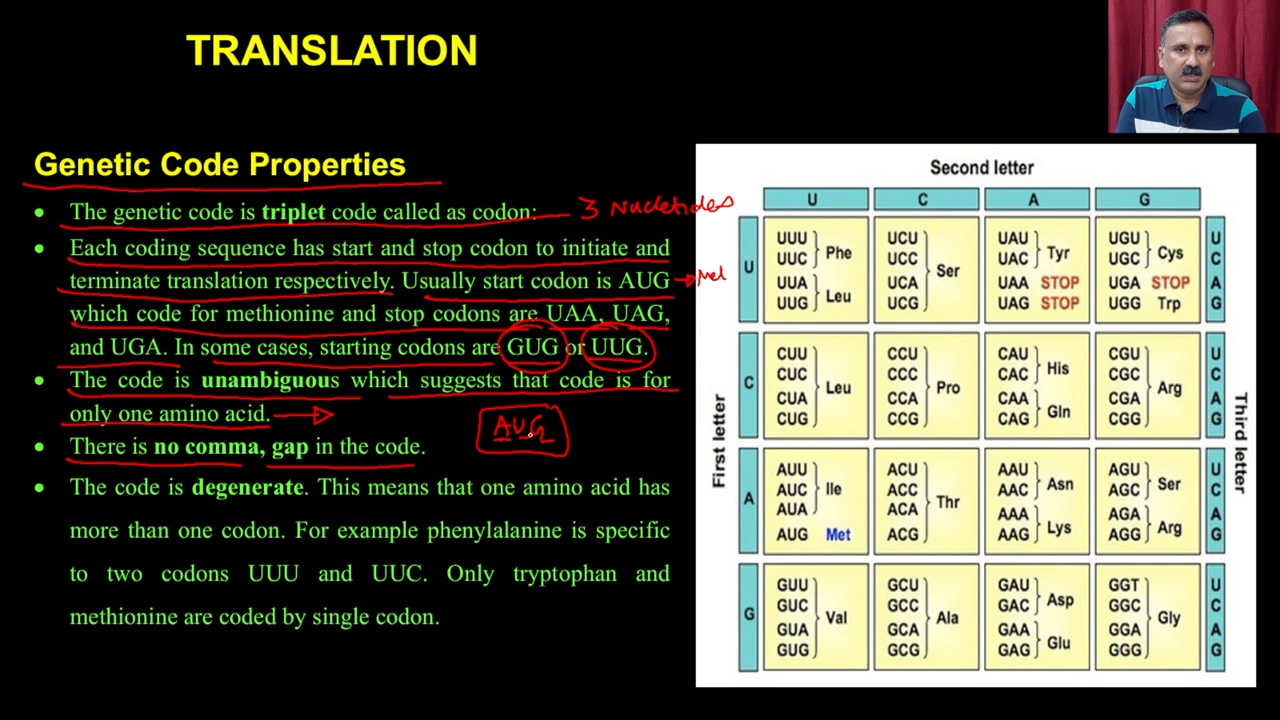 TRANSLATION
Genetic Code Properties
• The genetic code is triplet code called as codon: 3 Nucletides
• Each coding sequence has start and stop codon to initiate and
terminate translation respectively. Usually start codon is AUG → Met
which code for methionine and stop codons are UAA, UAG,
and UGA. In some cases, starting codons are GUG or UUG.
• The code is unambiguous which suggests that code is for
only one amino acid.
AUG
• There is no comma, gap in the code.
• The code is degenerate. This means that one amino acid has
more than one codon. For example phenylalanine is specific
to two codons UUU and UUC. Only tryptophan and
methionine are coded by single codon.
Second letter
U C A G
First letter
Third letter
U
UUU UUC Phe
UUA UUG Leu
UCU UCC UCA UCG Ser
UAU UAC Tyr
UAA STOP
UAG STOP
UGU UGC Cys
UGA STOP
UGG Trp
U C A G
C
CUU CUC CUA CUG Leu
CCU CCC CCA CCG Pro
CAU CAC His
CAA CAG Gln
CGU CGC CGA CGG Arg
U C A G
A
AUU AUC AUA Ile
AUG Met
ACU ACC ACA ACG Thr
AAU AAC Asn
AAA AAG Lys
AGU AGC Ser
AGA AGG Arg
U C A G
G
GUU GUC GUA GUG Val
GCU GCC GCA GCG Ala
GAU GAC Asp
GAA GAG Glu
GGT GGC GGA GGG Gly
U C A G